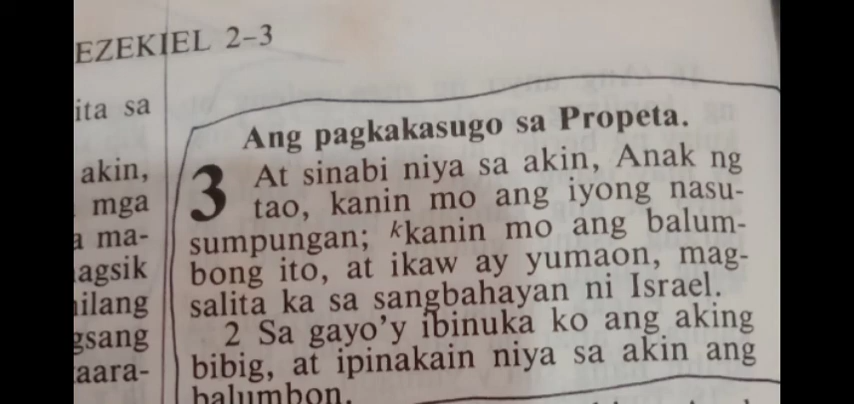 EZEKIEL 2-3
ita sa
akin,
mga
a ma-
agsik
ilang
gsang
aara-
Ang pagkakasugo sa Propeta.
3 At sinabi niya sa akin, Anak ng
tao, kanin mo ang iyong nasu-
sumpungan; ᵏkanin mo ang balum-
bong ito, at ikaw ay yumaon, mag-
salita ka sa sangbahayan ni Israel.
2 Sa gayo'y ibinuka ko ang aking
bibig, at ipinakain niya sa akin ang
balumbon.